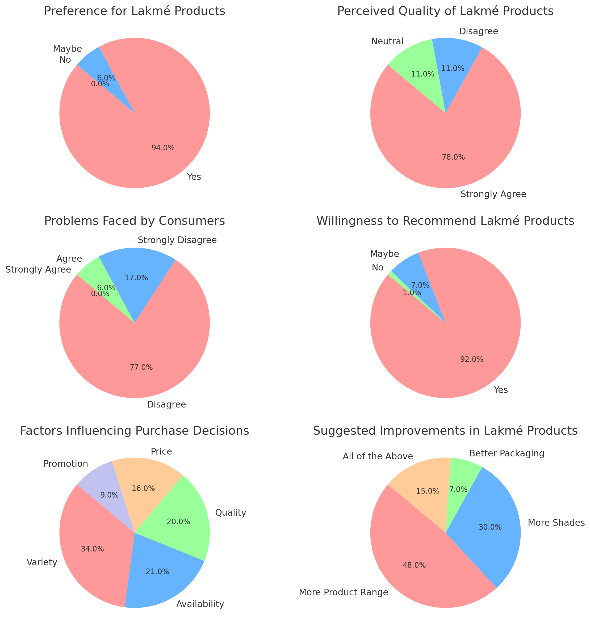 Preference for Lakmé Products
Maybe
No
6.0%
0.0%
94.0%
Yes
Perceived Quality of Lakmé Products
Disagree
Neutral
11.0%
11.0%
78.0%
Strongly Agree
Problems Faced by Consumers
Strongly Disagree
Agree
Strongly Agree
17.0%
6.0%
0.0%
77.0%
Disagree
Willingness to Recommend Lakmé Products
Maybe
No
7.0%
1.0%
92.0%
Yes
Factors Influencing Purchase Decisions
Price
Promotion
16.0%
9.0%
Quality
20.0%
34.0%
Variety
21.0%
Availability
Suggested Improvements in Lakmé Products
Better Packaging
All of the Above
7.0%
15.0%
More Shades
30.0%
48.0%
More Product Range